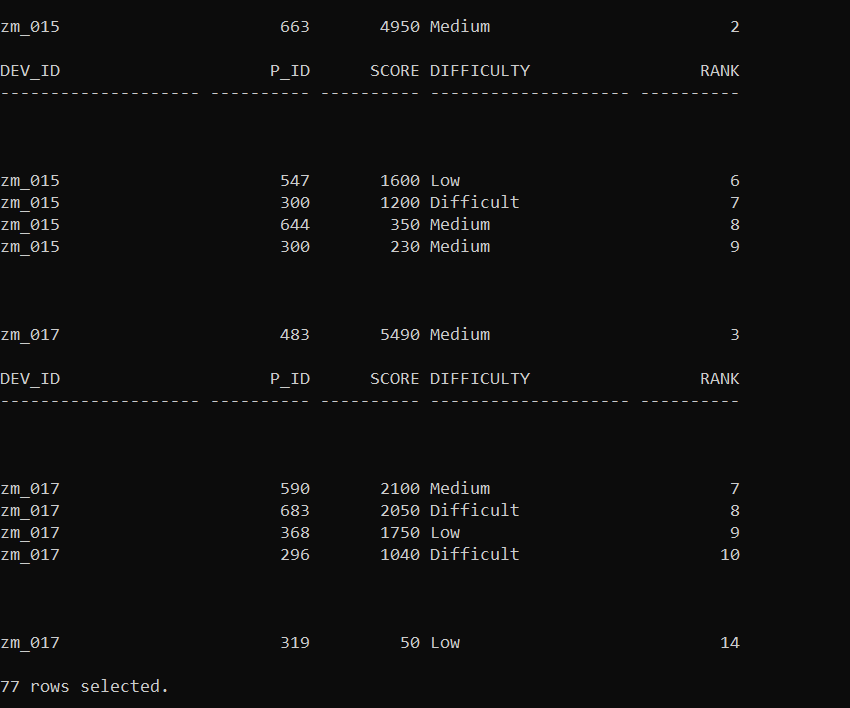 zm_015                       663       4950 Medium                        2
DEV_ID                     P_ID      SCORE DIFFICULTY                 RANK
-------------------- ---------- ---------- -------------------- ----------
zm_015                       547       1600 Low                           6
zm_015                       300       1200 Difficult                     7
zm_015                       644        350 Medium                        8
zm_015                       300        230 Medium                        9
zm_017                       483       5490 Medium                        3
DEV_ID                     P_ID      SCORE DIFFICULTY                 RANK
-------------------- ---------- ---------- -------------------- ----------
zm_017                       590       2100 Medium                        7
zm_017                       683       2050 Difficult                     8
zm_017                       368       1750 Low                           9
zm_017                       296       1040 Difficult                    10
zm_017                       319         50 Low                          14
77 rows selected.